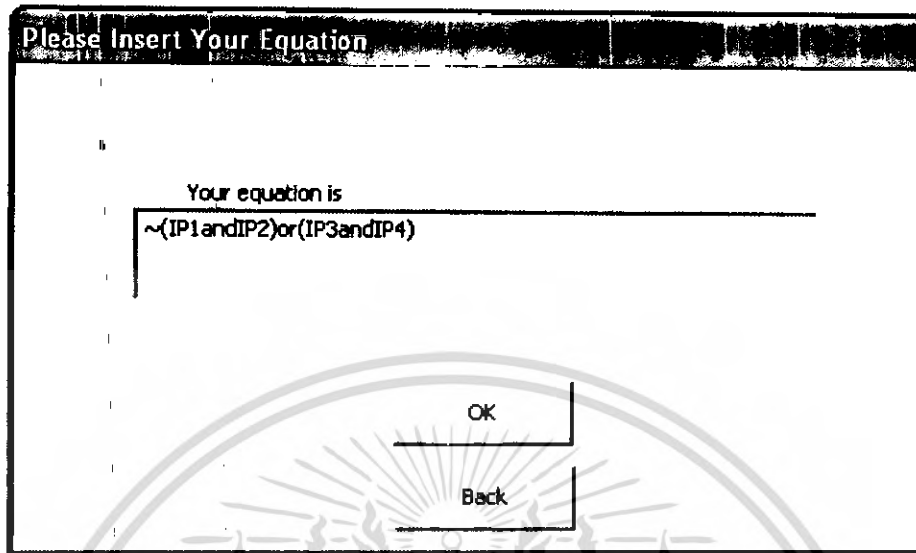 Please Insert Your Equation
Your equation is
~(IP1andIP2)or(IP3andIP4)
OK
Back